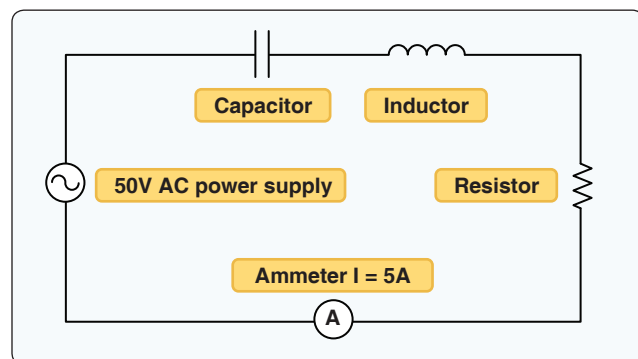 Capacitor
Inductor
50V AC power supply
Resistor
Ammeter I = 5A
A